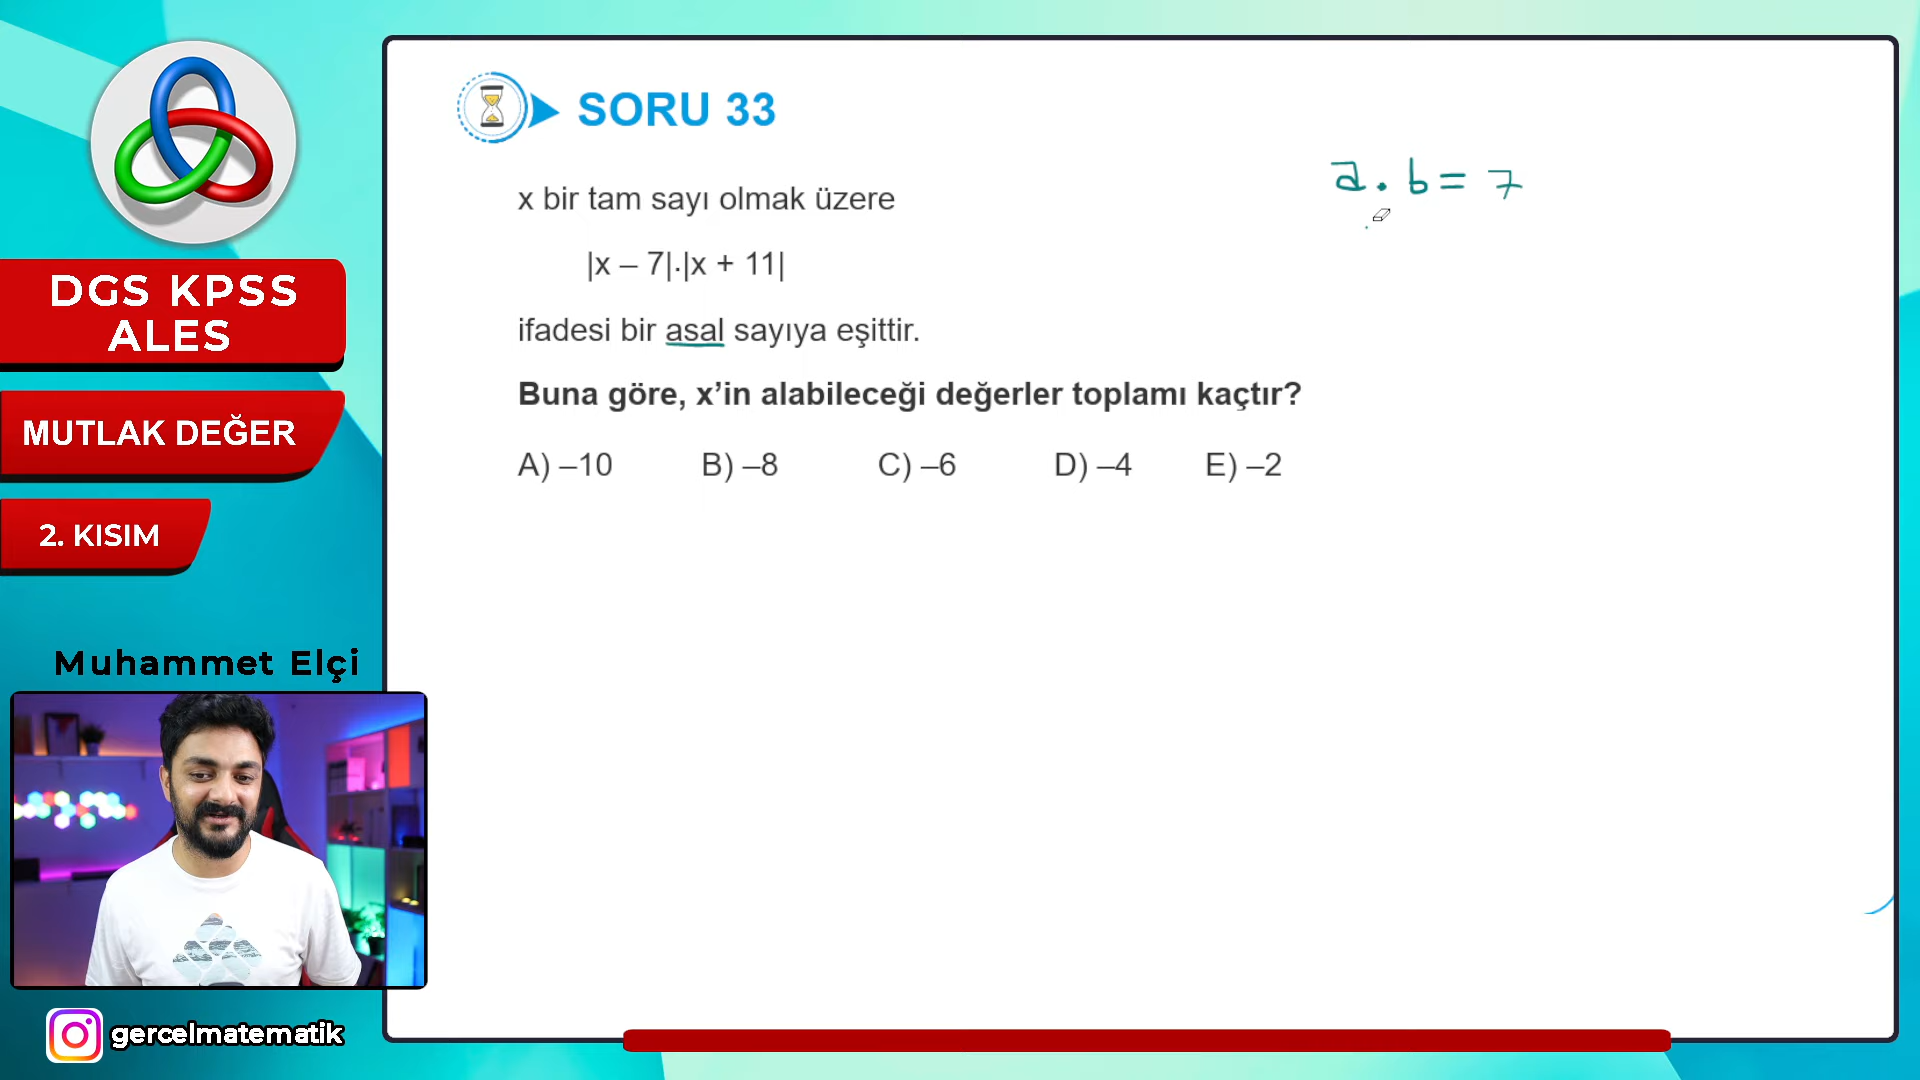 SORU 33
x bir tam sayı olmak üzere
|x – 7|·|x + 11|
ifadesi bir asal sayıya eşittir.
Buna göre, x’in alabileceği değerler toplamı kaçtır?
A) –10 B) –8 C) –6 D) –4 E) –2
a . b = 7
DGS KPSS
ALES
MUTLAK DEĞER
2. KISIM
Muhammet Elçi
gercelmatematik